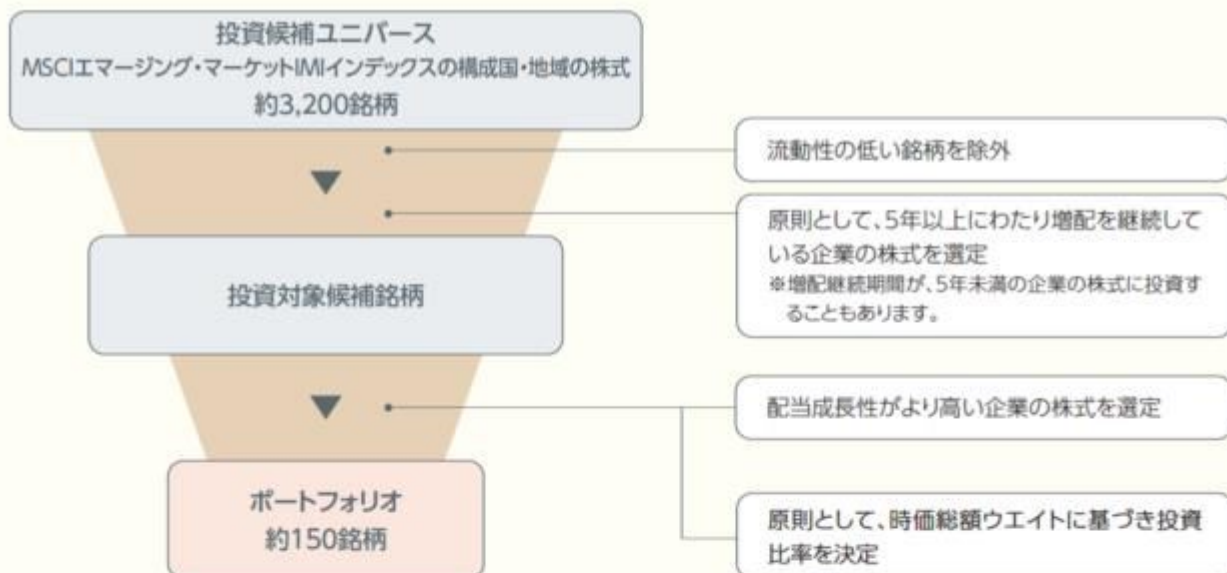 投資候補ユニバース
MSCIエマージング・マーケットIMIインデックスの構成国・地域の株式
約3,200銘柄
流動性の低い銘柄を除外
原則として、5年以上にわたり増配を継続して
いる企業の株式を選定
※増配継続期間が、5年未満の企業の株式に投資す
ることもあります。
投資対象候補銘柄
配当成長性がより高い企業の株式を選定
ポートフォリオ
約150銘柄
原則として、時価総額ウエイトに基づき投資
比率を決定